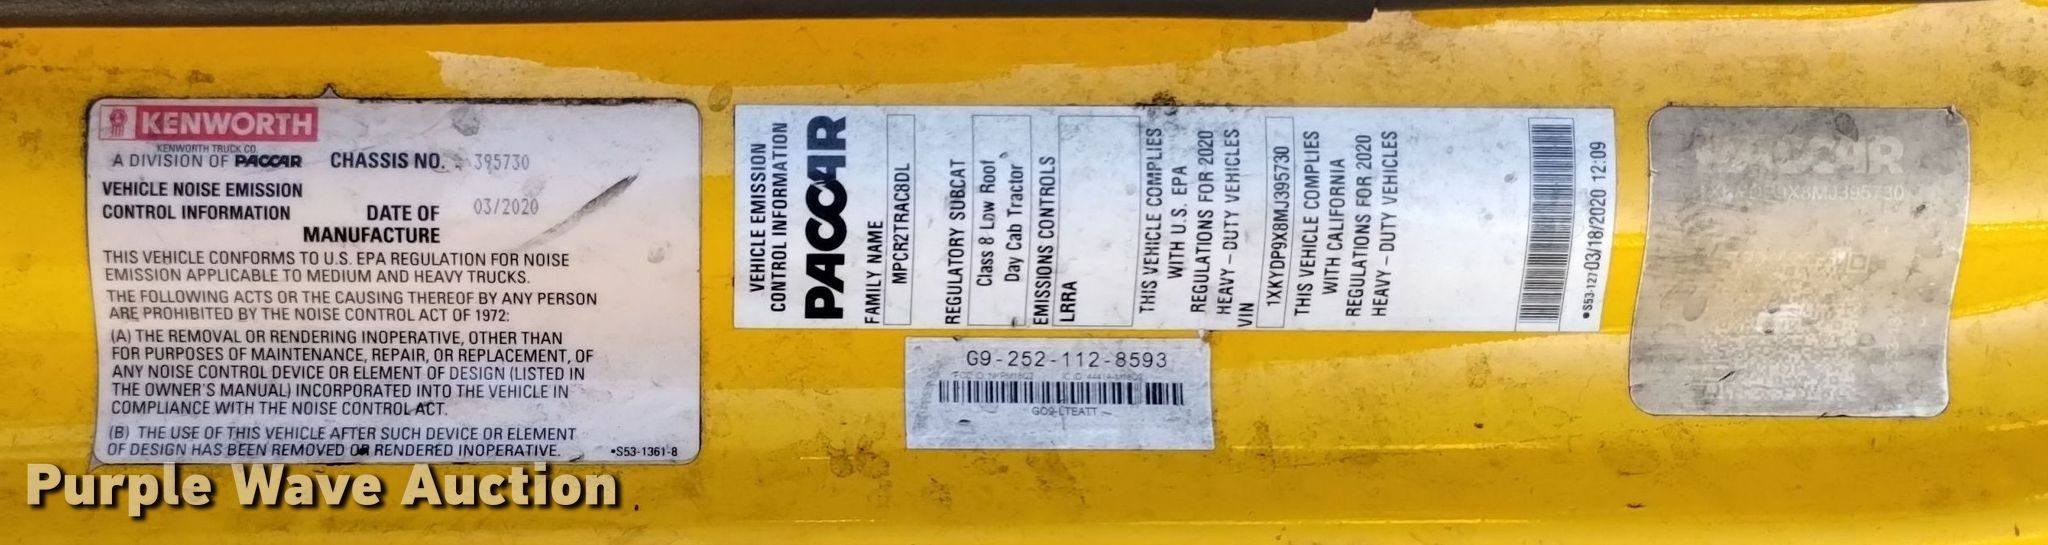 KENWORTH
KENWORTH TRUCK CO.
A DIVISION OF PACCAR
CHASSIS NO. 395730
VEHICLE NOISE EMISSION
CONTROL INFORMATION
DATE OF
MANUFACTURE
03/2020
THIS VEHICLE CONFORMS TO U.S. EPA REGULATION FOR NOISE
EMISSION APPLICABLE TO MEDIUM AND HEAVY TRUCKS.
THE FOLLOWING ACTS OR THE CAUSING THEREOF BY ANY PERSON
ARE PROHIBITED BY THE NOISE CONTROL ACT OF 1972:
(A) THE REMOVAL OR RENDERING INOPERATIVE, OTHER THAN
FOR PURPOSES OF MAINTENANCE, REPAIR, OR REPLACEMENT, OF
ANY NOISE CONTROL DEVICE OR ELEMENT OF DESIGN (LISTED IN
THE OWNER'S MANUAL) INCORPORATED INTO THE VEHICLE IN
COMPLIANCE WITH THE NOISE CONTROL ACT.
(B) THE USE OF THIS VEHICLE AFTER SUCH DEVICE OR ELEMENT
OF DESIGN HAS BEEN REMOVED OR RENDERED INOPERATIVE.
•S53-1361-8
VEHICLE EMISSION
CONTROL INFORMATION
PACCAR
FAMILY NAME
MPCR2TRAC8DL
REGULATORY SUBCAT
Class 8 Low Roof
Day Cab Tractor
EMISSIONS CONTROLS
LRRA
THIS VEHICLE COMPLIES
WITH U.S. EPA
REGULATIONS FOR 2020
HEAVY-DUTY VEHICLES
VIN
1XKYDP9X8MJ395730
THIS VEHICLE COMPLIES
WITH CALIFORNIA
REGULATIONS FOR 2020
HEAVY-DUTY VEHICLES
•S53-127 03/18/2020 12:09
G9-252-112-8593
G09-LTEATT
PACCAR
1XKYDP9X8MJ395730
Purple Wave Auction